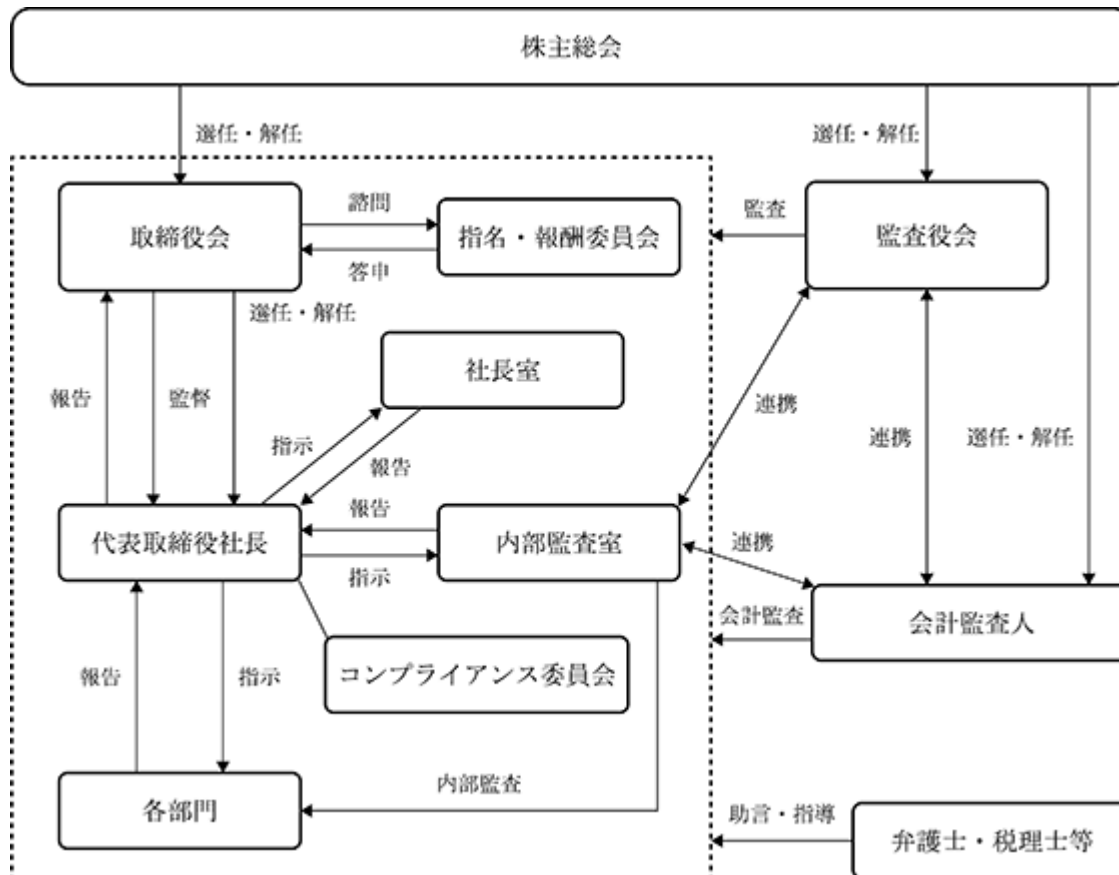 株主総会
選任・解任
選任・解任
取締役会
諮問
指名・報酬委員会
答申
監査
監査役会
選任・解任
社長室
報告
監督
指示
報告
連携
連携
選任・解任
代表取締役社長
報告
指示
内部監査室
連携
会計監査
会計監査人
コンプライアンス委員会
報告
指示
各部門
内部監査
助言・指導
弁護士・税理士等